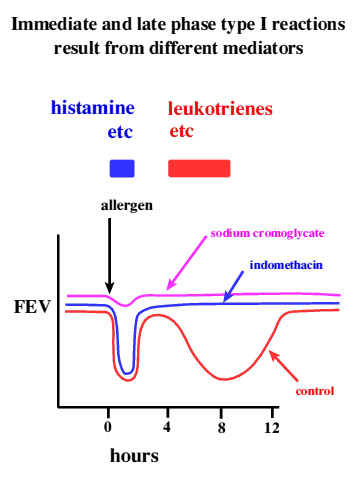 Immediate and late phase type I reactions
result from different mediators
histamine
etc
leukotrienes
etc
allergen
sodium cromoglycate
indomethacin
FEV
control
0 4 8 12
hours